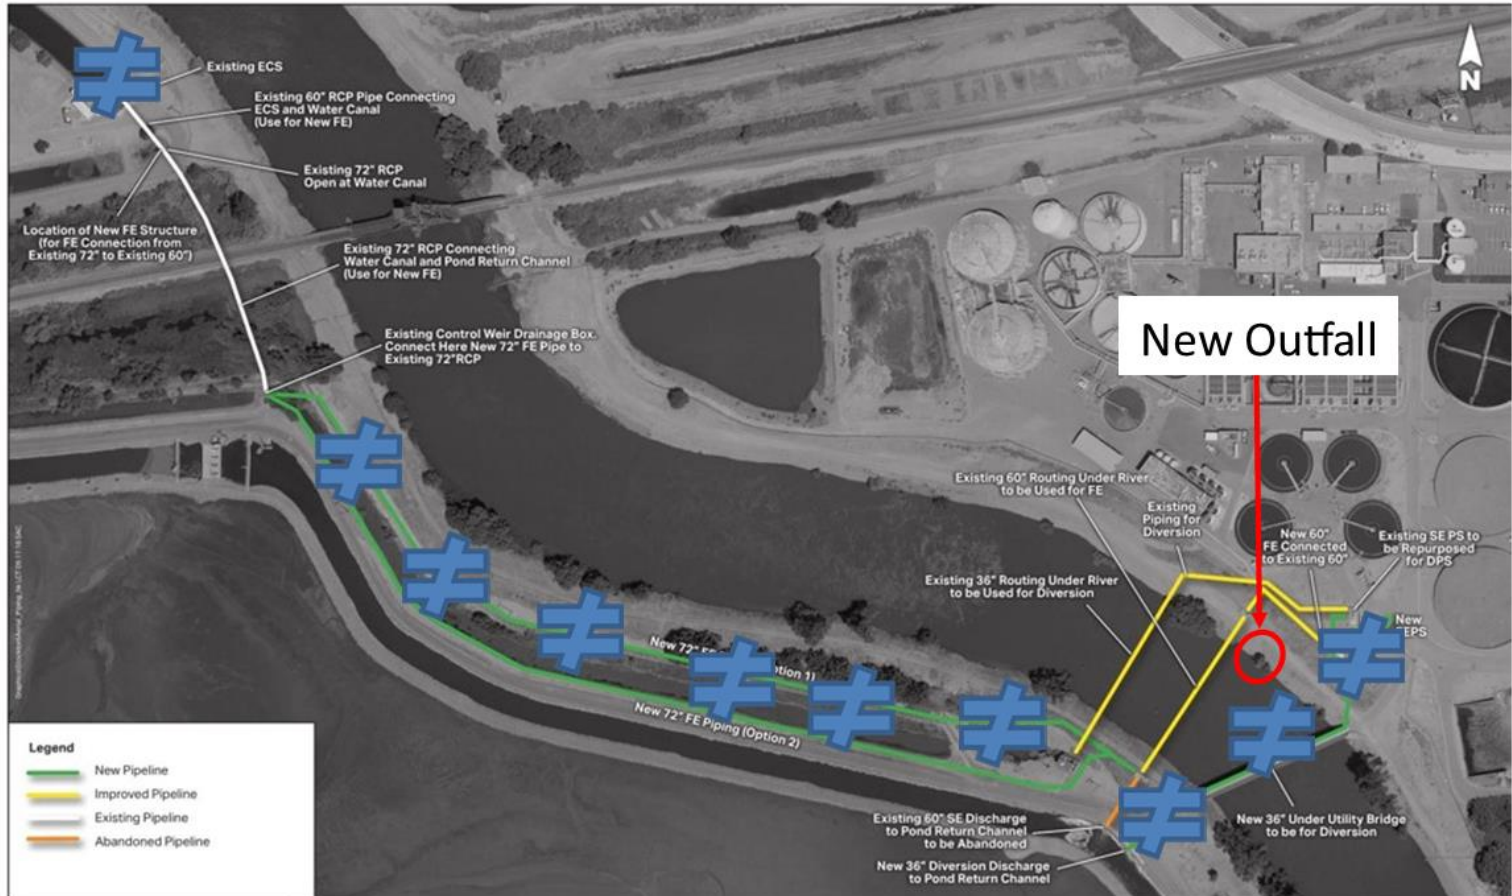 Existing ECS
Existing 60" RCP Pipe Connecting
ECS and Water Canal
(Use for New FE)
N
Existing 72" RCP
Open at Water Canal
Location of New FE Structure
(for FE Connection from
Existing 72" to Existing 60")
Existing 72" RCP Connecting
Water Canal and Pond Return Channel
(Use for New FE)
Existing Control Weir Drainage Box.
Connect Here New 72" FE Pipe to
Existing 72"RCP
New Outfall
Existing 60" Routing Under River
to be Used for FE
Existing
Piping for
Diversion
New 60"
FE Connected
to Existing 60"
Existing SE PS to
be Repurposed
for DPS
Existing 36" Routing Under River
to be Used for Diversion
New
EPS
New 72" F
tion 1)
New 72" FE Piping (Option 2)
Legend
New Pipeline
Improved Pipeline
Existing Pipeline
Abandoned Pipeline
Existing 60" SE Discharge
to Pond Return Channel
to be Abandoned
New 36" Diversion Discharge
to Pond Return Channel
New 36" Under Utility Bridge
to be for Diversion